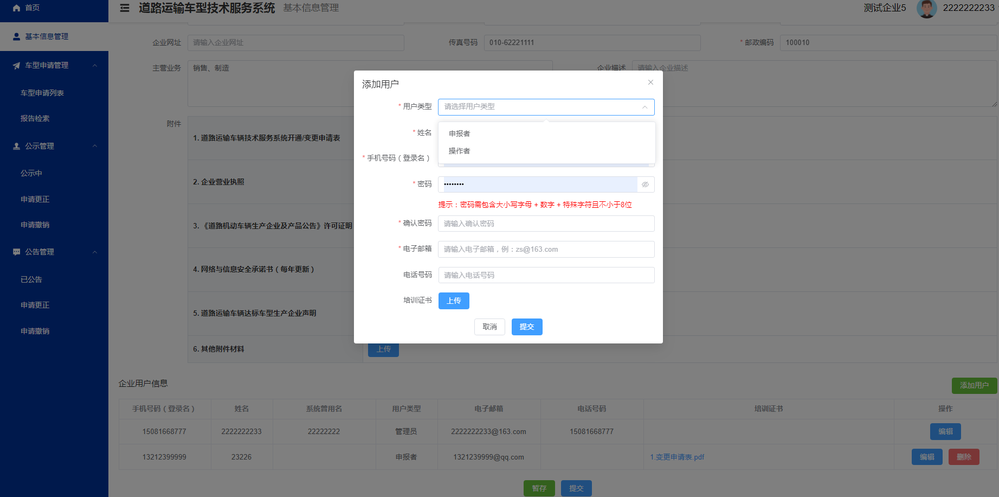 首页
道路运输车型技术服务系统 基本信息管理
测试企业5 2222222233
基本信息管理
车型申请管理
车型申请列表
报告检索
公示管理
公示中
申请更正
申请撤销
公告管理
已公告
申请更正
申请撤销
企业网址 请输入企业网址
传真号码 010-62221111
* 邮政编码 100010
主营业务 销售、制造
企业描述 请输入企业描述
附件
1. 道路运输车辆技术服务系统开通/变更申请表
2. 企业营业执照
3. 《道路机动车辆生产企业及产品公告》许可证明
4. 网络与信息安全承诺书（每年更新）
5. 道路运输车辆达标车型生产企业声明
6. 其他附件材料
上传
添加用户
* 用户类型 请选择用户类型
申报者
操作者
* 姓名
* 手机号码（登录名）
* 密码 ••••••••
提示：密码需包含大小写字母 + 数字 + 特殊字符且不小于8位
* 确认密码 请输入确认密码
* 电子邮箱 请输入电子邮箱，例：zs@163.com
电话号码 请输入电话号码
培训证书 上传
取消 提交
企业用户信息
添加用户
手机号码（登录名） 姓名 系统曾用名 用户类型 电子邮箱 电话号码 培训证书 操作
15081668777 2222222233 22222222 管理员 2222222233@163.com 15081668777 编辑
13212399999 23226 申报者 1321239999@qq.com 1.变更申请表.pdf 编辑 删除
暂存 提交